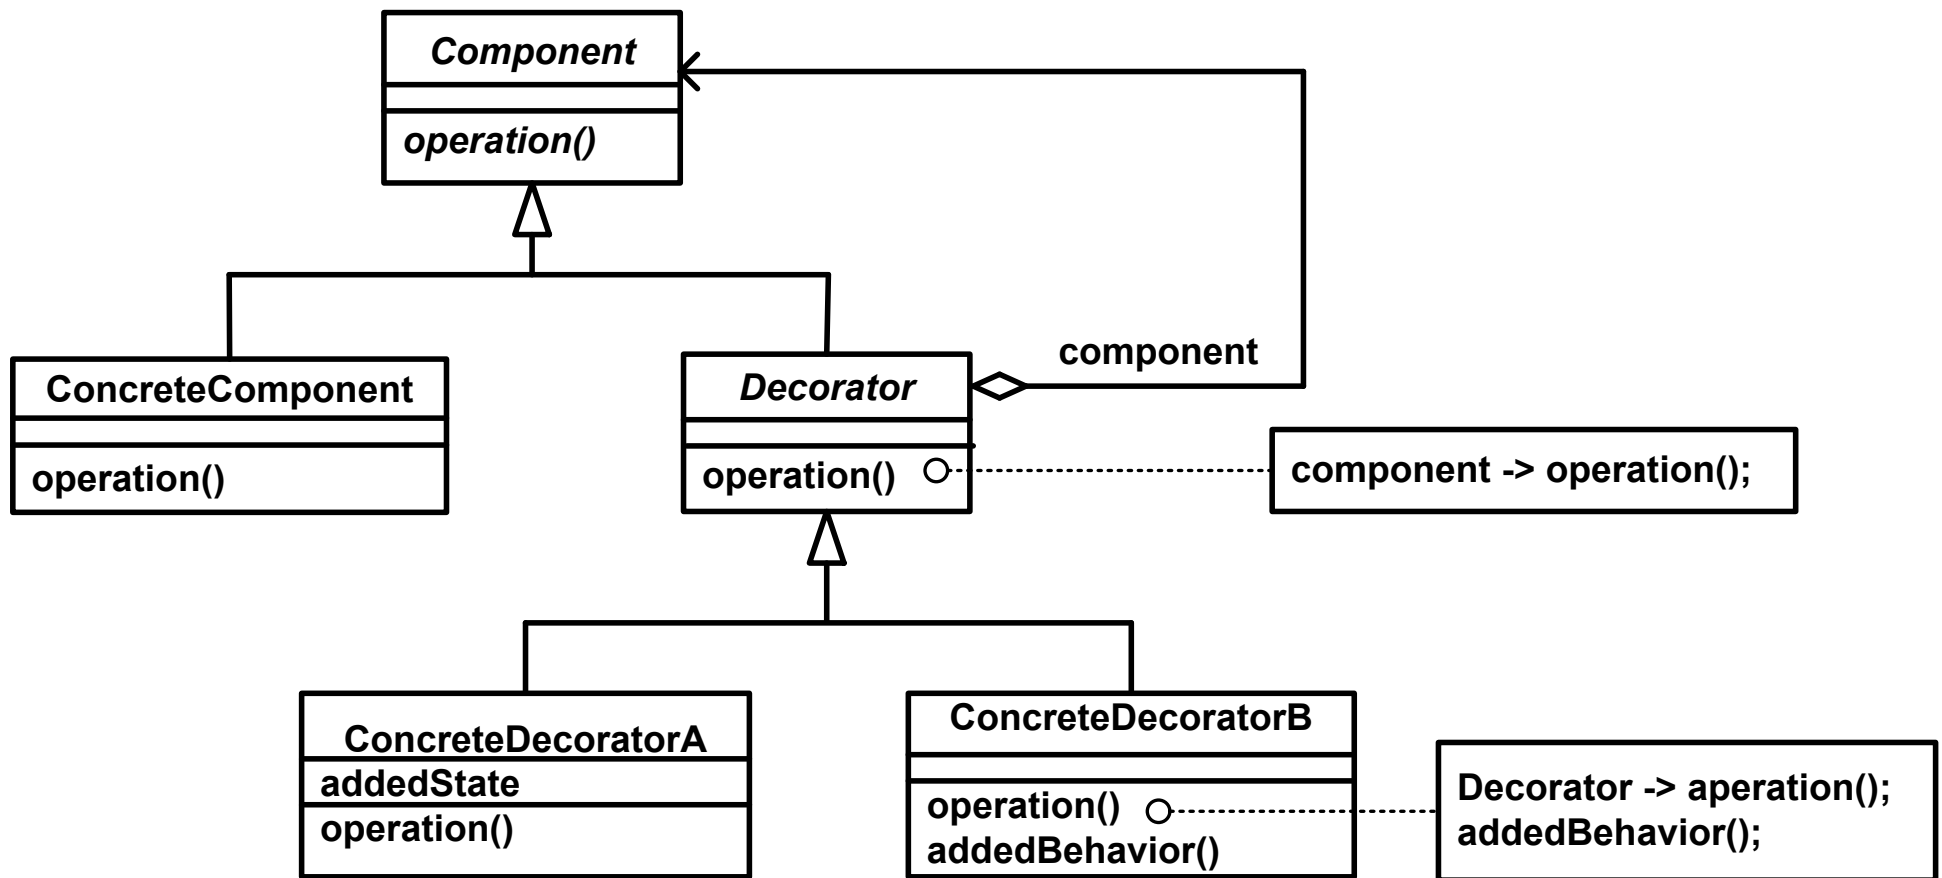 Component
operation()
ConcreteComponent
operation()
Decorator
operation()
component
component -> operation();
ConcreteDecoratorA
addedState
operation()
ConcreteDecoratorB
operation()
addedBehavior()
Decorator -> aperation();
addedBehavior();